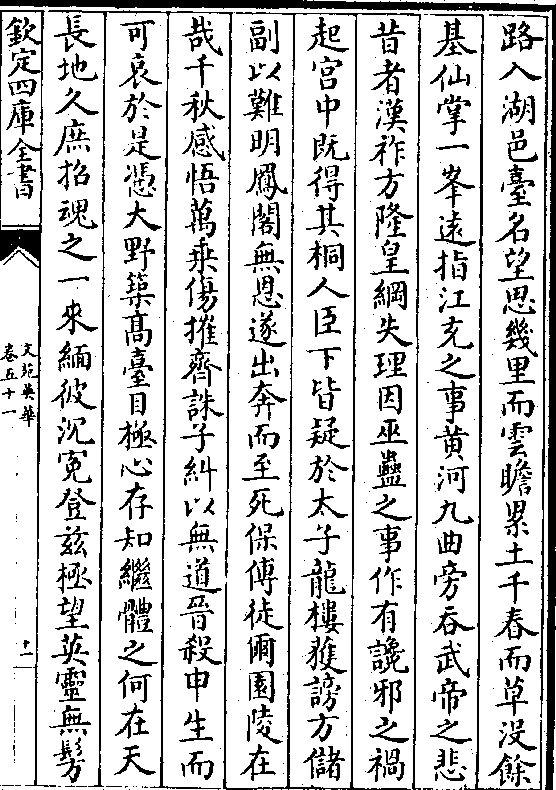 路入湖邑臺名望思幾里而雲瞻累土千春而草没餘
基仙掌一峯遠指江充之事黄河九曲旁吞武帝之悲
昔者漢祚方隆皇綱失理因巫蠱之事作有讒邪之禍
起宫中既得其桐人臣下皆疑於太子龍樓獲謗方儲
副以難明鳳閣無恩遂出奔而至死保傅徒爾園陵在
哉千秋感悟萬乗傷摧齊誅子糾以無道晉殺申生而
可哀於是憑大野築髙臺目極心存知繼體之何在天
長地久庶招魂之一來緬彼沉寃登兹極望英靈無髣
欽定四庫全書
文苑英華
卷五十一
十二